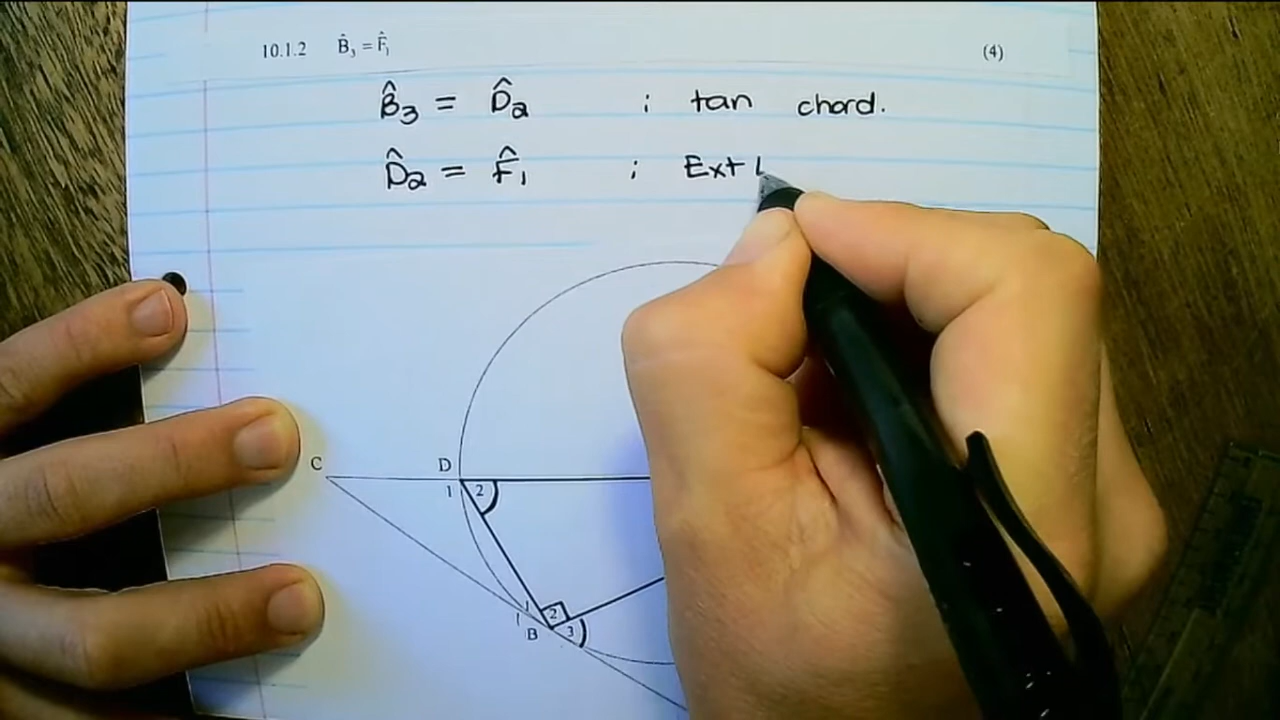 10.1.2 B̂₃ = F̂₁ (4)
B̂₃ = D̂₂ ; tan chord.
D̂₂ = F̂₁ ; Ext L
C D
1 2
1 2
1 3
B